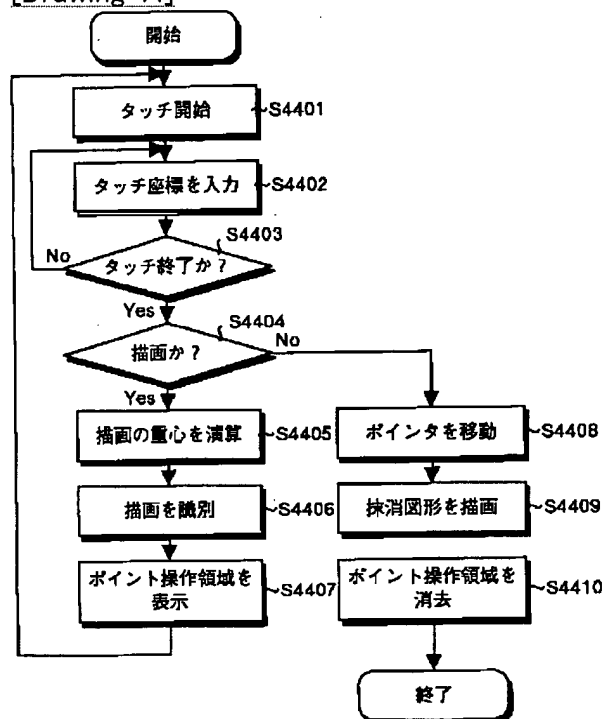 開始
タッチ開始
S4401
タッチ座標を入力
S4402
S4403
No
タッチ終了か？
Yes
S4404
描画か？
No
Yes
描画の重心を演算
S4405
ポインタを移動
S4408
描画を識別
S4406
抹消図形を描画
S4409
ポイント操作領域を
表示
S4407
ポイント操作領域を
消去
S4410
終了